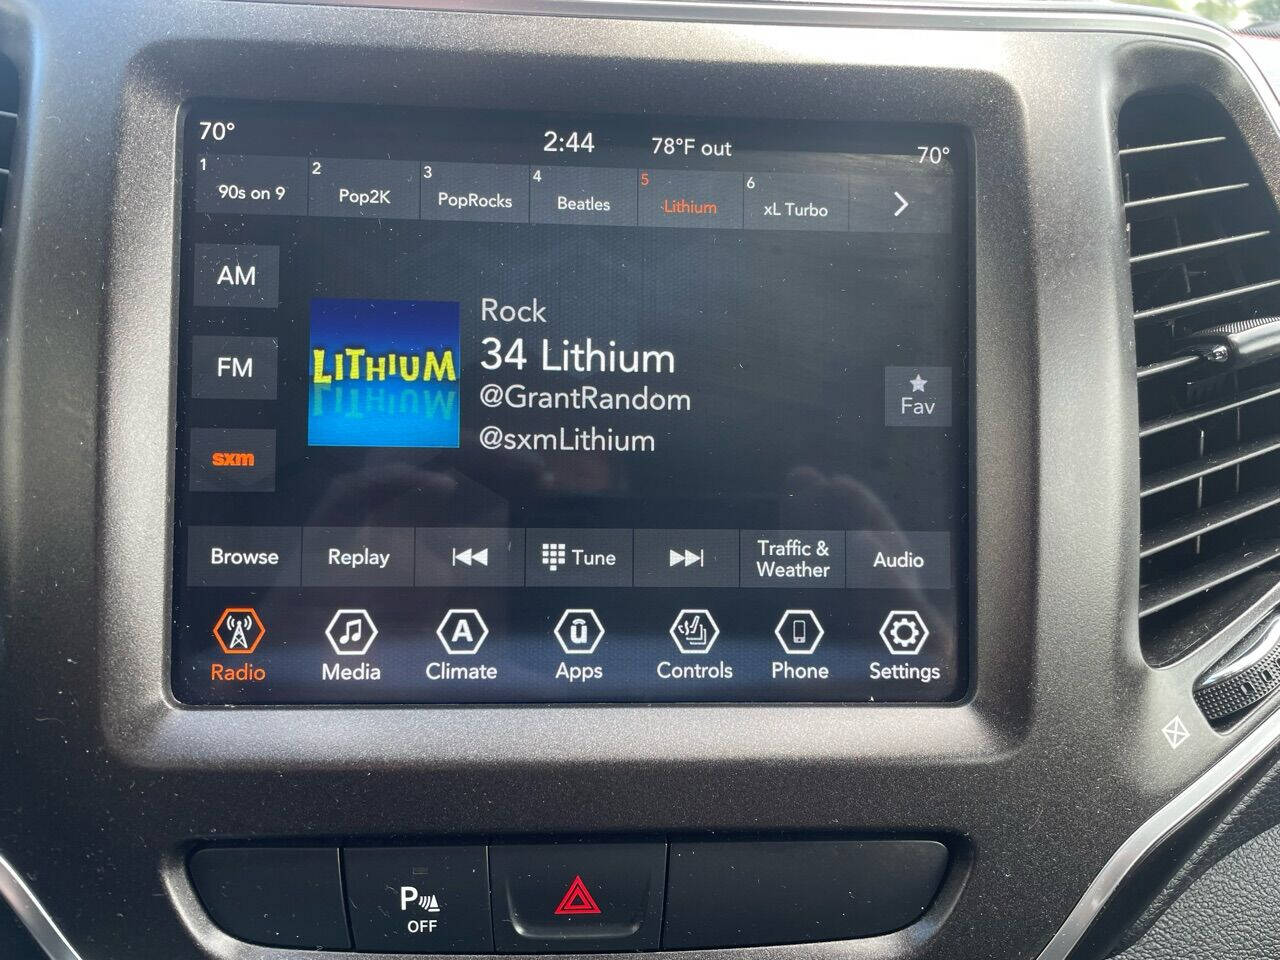 70° 2:44 78°F out 70°
1 90s on 9 2 Pop2K 3 PopRocks 4 Beatles 5 Lithium 6 xL Turbo
AM
FM
sxm
LITHIUM
Rock
34 Lithium
@GrantRandom
@sxmLithium
Fav
Browse Replay Tune Traffic & Weather Audio
Radio Media A Climate û Apps Controls Phone Settings
P
OFF